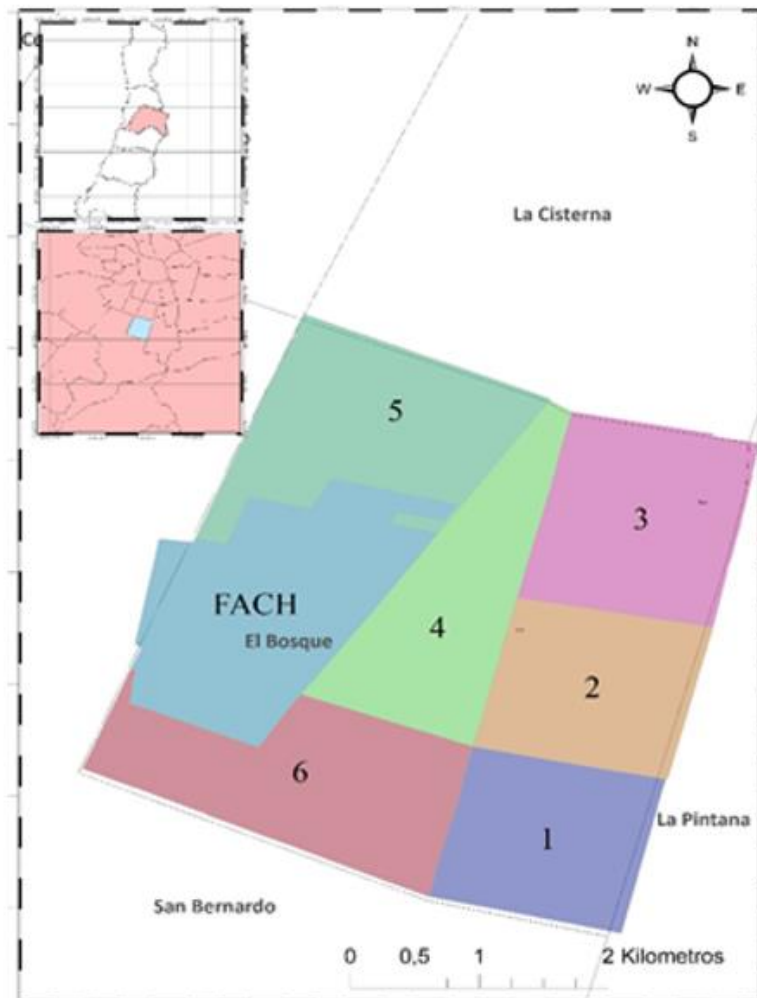 N
W E
S
La Cisterna
5
3
FACH
4
El Bosque
2
6
La Pintana
1
San Bernardo
0 0,5 1 2 Kilometros